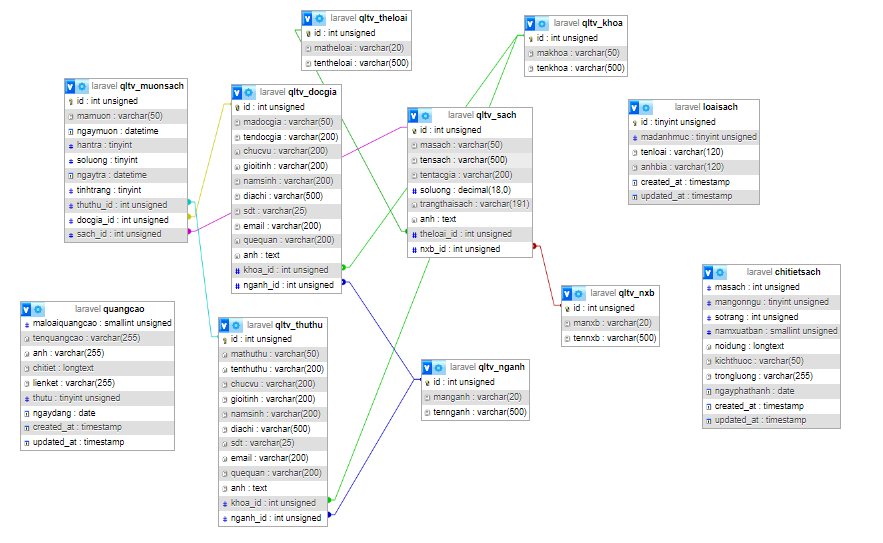 laravel qltv_theloai
id : int unsigned
matheloai : varchar(20)
tentheloai : varchar(500)
laravel qltv_khoa
id : int unsigned
makhoa : varchar(50)
tenkhoa : varchar(500)
laravel qltv_muonsach
id : int unsigned
mamuon : varchar(50)
ngaymuon : datetime
hantra : tinyint
soluong : tinyint
ngaytra : datetime
tinhtrang : tinyint
thuthu_id : int unsigned
docgia_id : int unsigned
sach_id : int unsigned
laravel qltv_docgia
id : int unsigned
madocgia : varchar(50)
tendocgia : varchar(200)
chucvu : varchar(200)
gioitinh : varchar(200)
namsinh : varchar(200)
diachi : varchar(500)
sdt : varchar(25)
email : varchar(200)
quequan : varchar(200)
anh : text
khoa_id : int unsigned
nganh_id : int unsigned
laravel qltv_sach
id : int unsigned
masach : varchar(50)
tensach : varchar(500)
tentacgia : varchar(200)
soluong : decimal(18,0)
trangthaisach : varchar(191)
anh : text
theloai_id : int unsigned
nxb_id : int unsigned
laravel loaisach
id : tinyint unsigned
madanhmuc : tinyint unsigned
tenloai : varchar(120)
anhbia : varchar(120)
created_at : timestamp
updated_at : timestamp
laravel quangcao
maloaiquangcao : smallint unsigned
tenquangcao : varchar(255)
anh : varchar(255)
chitiet : longtext
lienket : varchar(255)
thutu : tinyint unsigned
ngaydang : date
created_at : timestamp
updated_at : timestamp
laravel qltv_thuthu
id : int unsigned
mathuthu : varchar(50)
tenthuthu : varchar(200)
chucvu : varchar(200)
gioitinh : varchar(200)
namsinh : varchar(200)
diachi : varchar(500)
sdt : varchar(25)
email : varchar(200)
quequan : varchar(200)
anh : text
khoa_id : int unsigned
nganh_id : int unsigned
laravel qltv_nxb
id : int unsigned
manxb : varchar(20)
tennxb : varchar(500)
laravel qltv_nganh
id : int unsigned
manganh : varchar(20)
tennganh : varchar(500)
laravel chitietsach
masach : int unsigned
mangonngu : tinyint unsigned
sotrang : int unsigned
namxuatban : smallint unsigned
noidung : longtext
kichthuoc : varchar(50)
trongluong : varchar(255)
ngayphathanh : date
created_at : timestamp
updated_at : timestamp